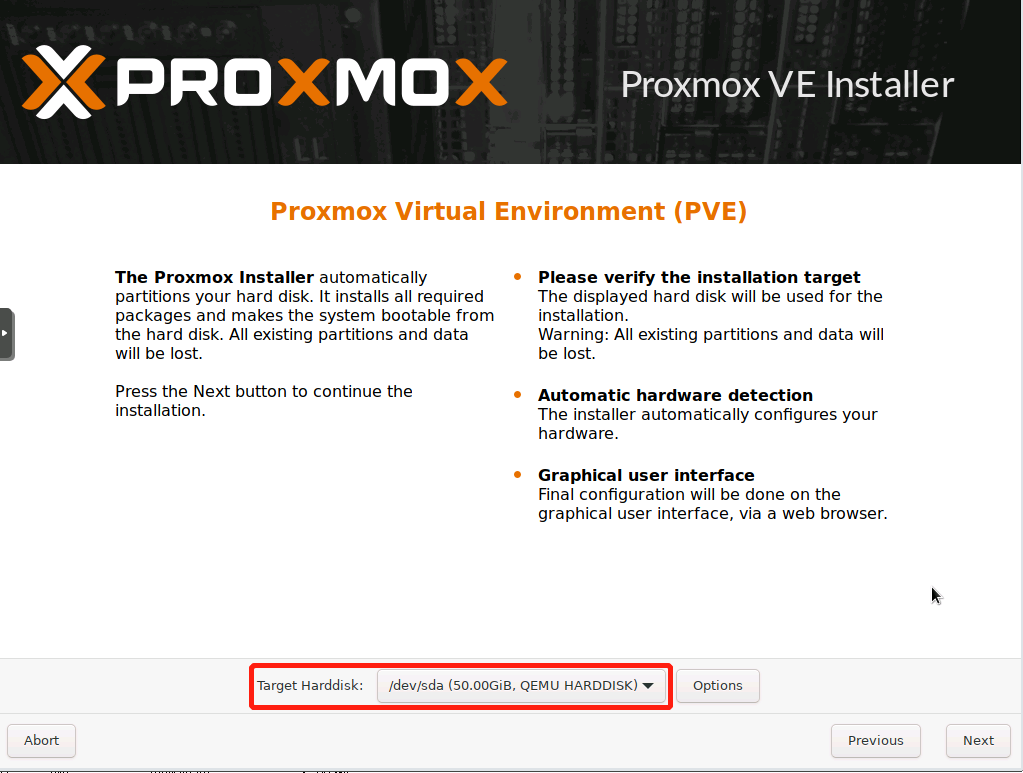 PROXMOX
Proxmox VE Installer
Proxmox Virtual Environment (PVE)
The Proxmox Installer automatically
partitions your hard disk. It installs all required
packages and makes the system bootable from
the hard disk. All existing partitions and data
will be lost.
Press the Next button to continue the
installation.
Please verify the installation target
The displayed hard disk will be used for the
installation.
Warning: All existing partitions and data will
be lost.
Automatic hardware detection
The installer automatically configures your
hardware.
Graphical user interface
Final configuration will be done on the
graphical user interface, via a web browser.
Target Harddisk: /dev/sda (50.00GiB, QEMU HARDDISK) Options
Abort Previous Next